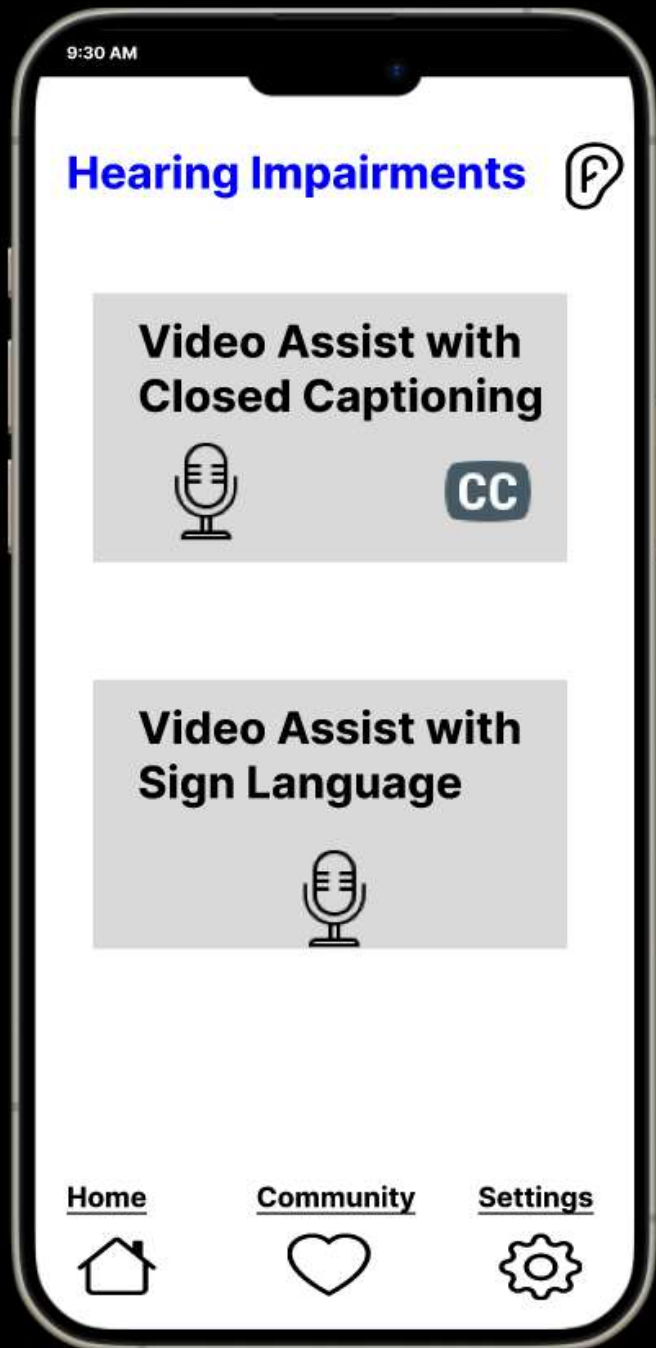 9:30 AM
Hearing Impairments
Video Assist with
Closed Captioning
CC
Video Assist with
Sign Language
Home Community Settings